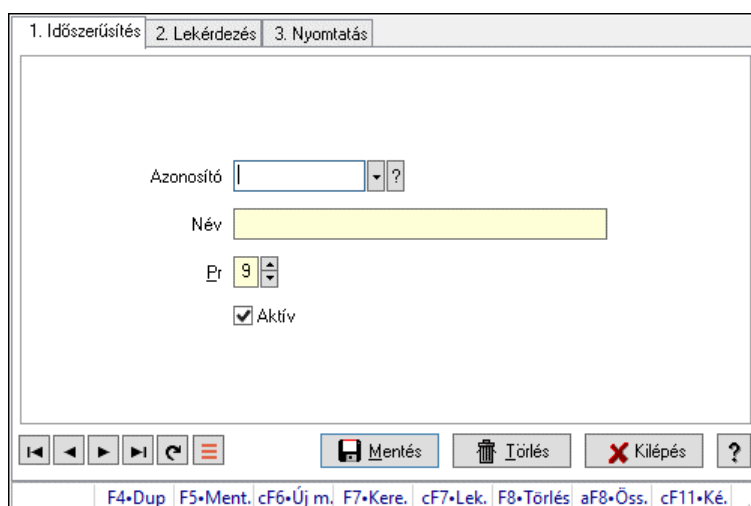 1. Időszerűsítés 2. Lekérdezés 3. Nyomtatás
Azonosító ?
Név
Pr 9
Aktív
Mentés Törlés Kilépés ?
F4•Dup F5•Ment. cF6•Új m. F7•Kere. cF7•Lek. F8•Törlés aF8•Öss. cF11•Ké.